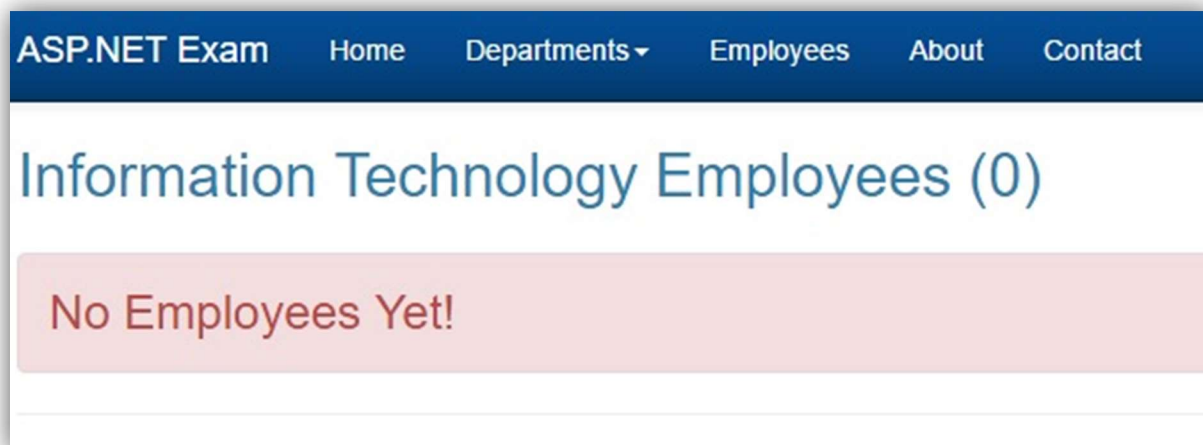 ASP.NET Exam Home Departments Employees About Contact
Information Technology Employees (0)
No Employees Yet!